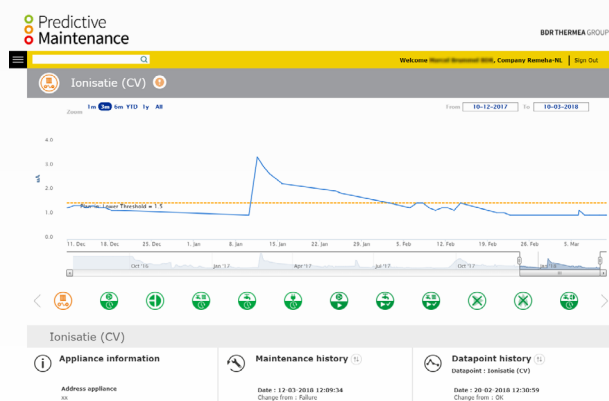 Predictive
Maintenance
BDR THERMEA GROUP
Welcome BDR, Company Remeha-NL | Sign Out
Ionisatie (CV) ?
Zoom 1m 3m 6m YTD 1y All
From 10-12-2017 To 10-03-2018
4.0
3.0
2.0
1.0
0.0
uA
Flame Lower Threshold = 1.5
11. Dec 18. Dec 25. Dec 1. Jan 8. Jan 15. Jan 22. Jan 29. Jan 5. Feb 12. Feb 19. Feb 26. Feb 5. Mar
Oct '16 Jan '17 Apr '17 Jul '17 Oct '17 Jan '18
Ionisatie (CV)
Appliance information
Address appliance
xx
Maintenance history
Date : 12-03-2018 12:09:34
Change from : Failure
Datapoint history
Datapoint : Ionisatie (CV)
Date : 20-02-2018 12:30:59
Change from : OK